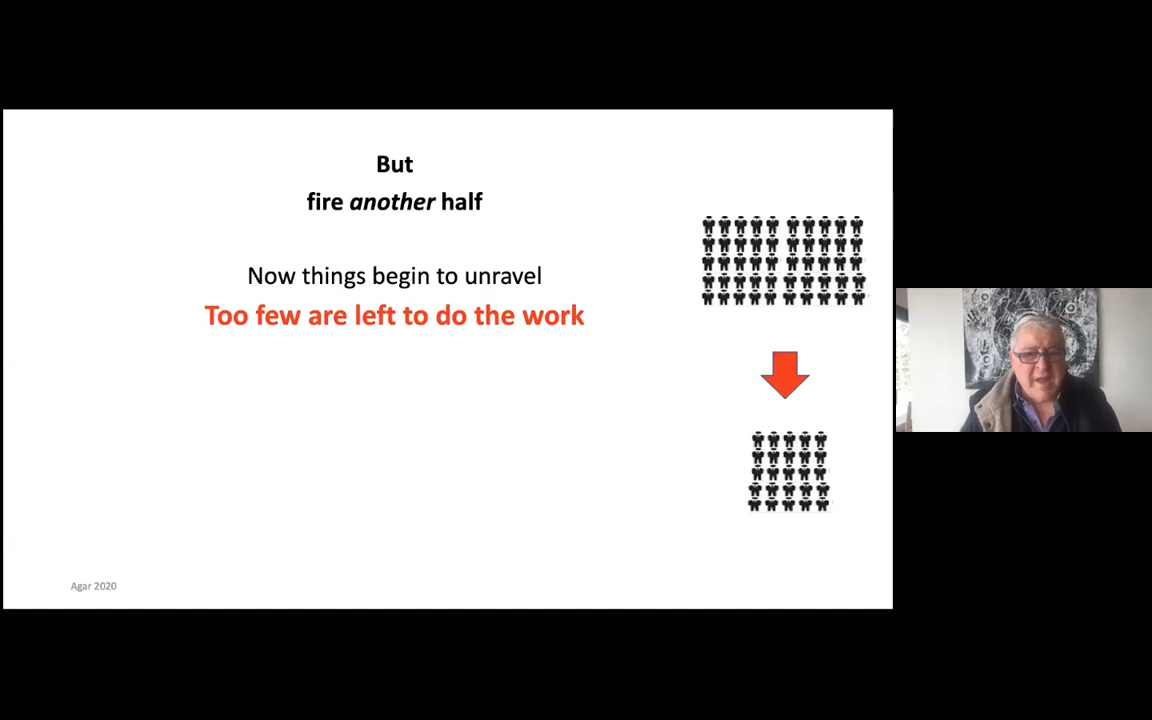 But
fire another half
Now things begin to unravel
Too few are left to do the work
Agar 2020